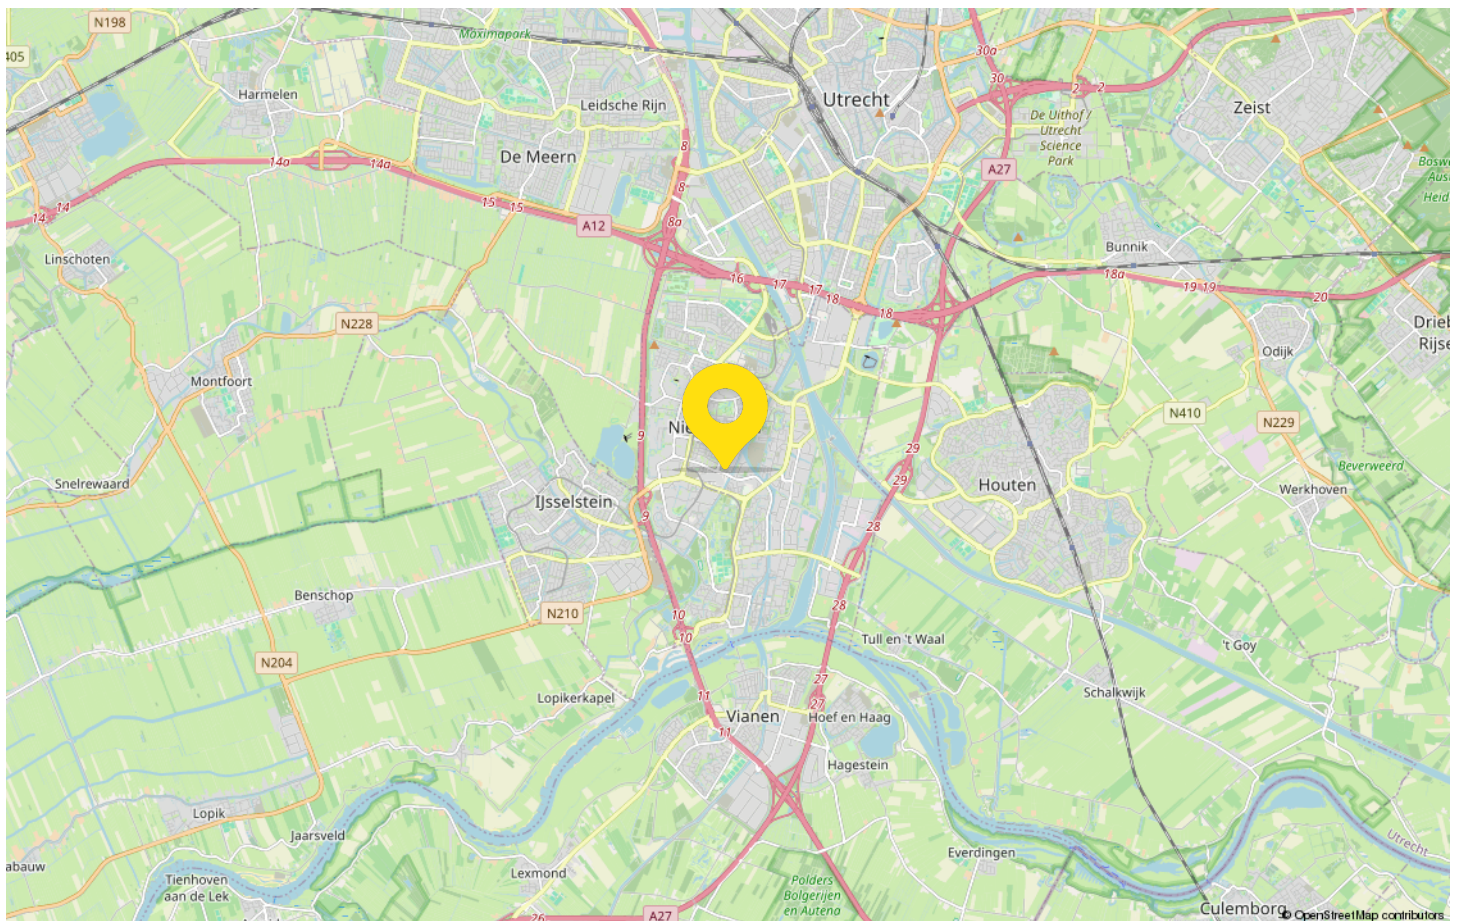 N198
Maximapark
405
Harmelen
Leidsche Rijn
Utrecht
30a
30
2
2
Zeist
De Uithof /
Utrecht
Science
Park
De Meern
8
14a
14a
A27
8
14
14
15
15
8a
A12
Bunnik
Linschoten
16
17
17
18
18
18a
19
19
20
N228
Odijk
Montfoort
N410
N229
9
29
29
Beverweerd
Snelrewaard
IJsselstein
Houten
Werkhoven
9
28
Benschop
N210
10
10
28
Tull en 't Waal
't Goy
N204
Lopikerkapel
11
27
27
Schalkwijk
Vianen
Hoef en Haag
11
Hagestein
Lopik
Jaarsveld
Utrecht
abauw
Tienhoven
aan de Lek
Lexmond
Everdingen
Polders
Bolgerijen
en Autena
26
A27
Culemborg
© OpenStreetMap contributors